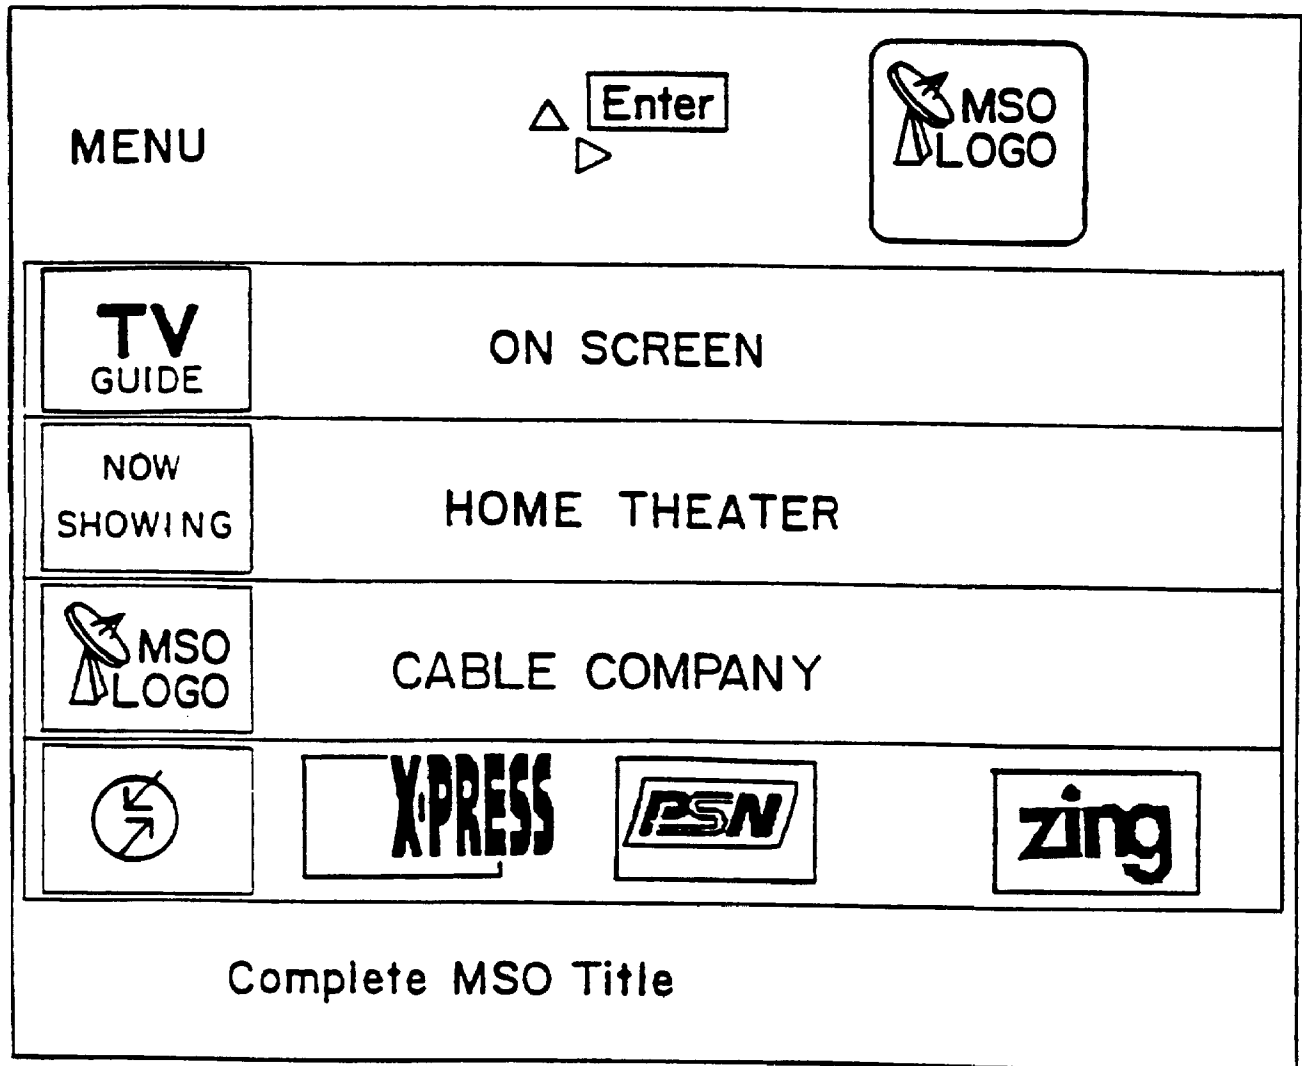 MENU
Enter
MSO
LOGO
TV
GUIDE
ON SCREEN
NOW
SHOWING
HOME THEATER
MSO
LOGO
CABLE COMPANY
X·PRESS
PSN
zing
Complete MSO Title